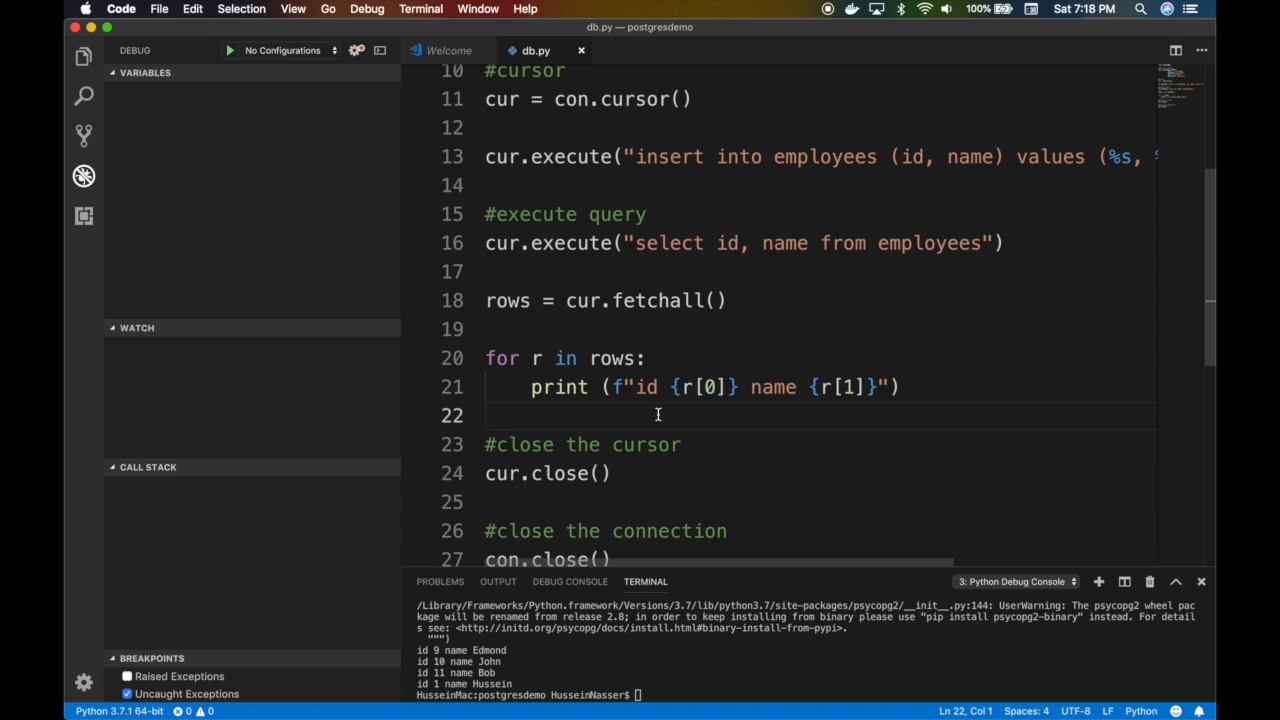 Code File Edit Selection View Go Debug Terminal Window Help 100% Sat 7:18 PM
db.py — postgresdemo
DEBUG No Configurations Welcome db.py
VARIABLES
WATCH
CALL STACK
BREAKPOINTS
Raised Exceptions
Uncaught Exceptions
10 #cursor
11 cur = con.cursor()
12
13 cur.execute("insert into employees (id, name) values (%s, %
14
15 #execute query
16 cur.execute("select id, name from employees")
17
18 rows = cur.fetchall()
19
20 for r in rows:
21 print (f"id {r[0]} name {r[1]}")
22
23 #close the cursor
24 cur.close()
25
26 #close the connection
27 con.close()
PROBLEMS OUTPUT DEBUG CONSOLE TERMINAL 3: Python Debug Console
/Library/Frameworks/Python.framework/Versions/3.7/lib/python3.7/site-packages/psycopg2/__init__.py:144: UserWarning: The psycopg2 wheel pac
kage will be renamed from release 2.8; in order to keep installing from binary please use "pip install psycopg2-binary" instead. For detail
s see: <http://initd.org/psycopg/docs/install.html#binary-install-from-pypi>.
""")
id 9 name Edmond
id 10 name John
id 11 name Bob
id 1 name Hussein
HusseinMac:postgresdemo HusseinNasser$
Python 3.7.1 64-bit 0 0 Ln 22, Col 1 Spaces: 4 UTF-8 LF Python